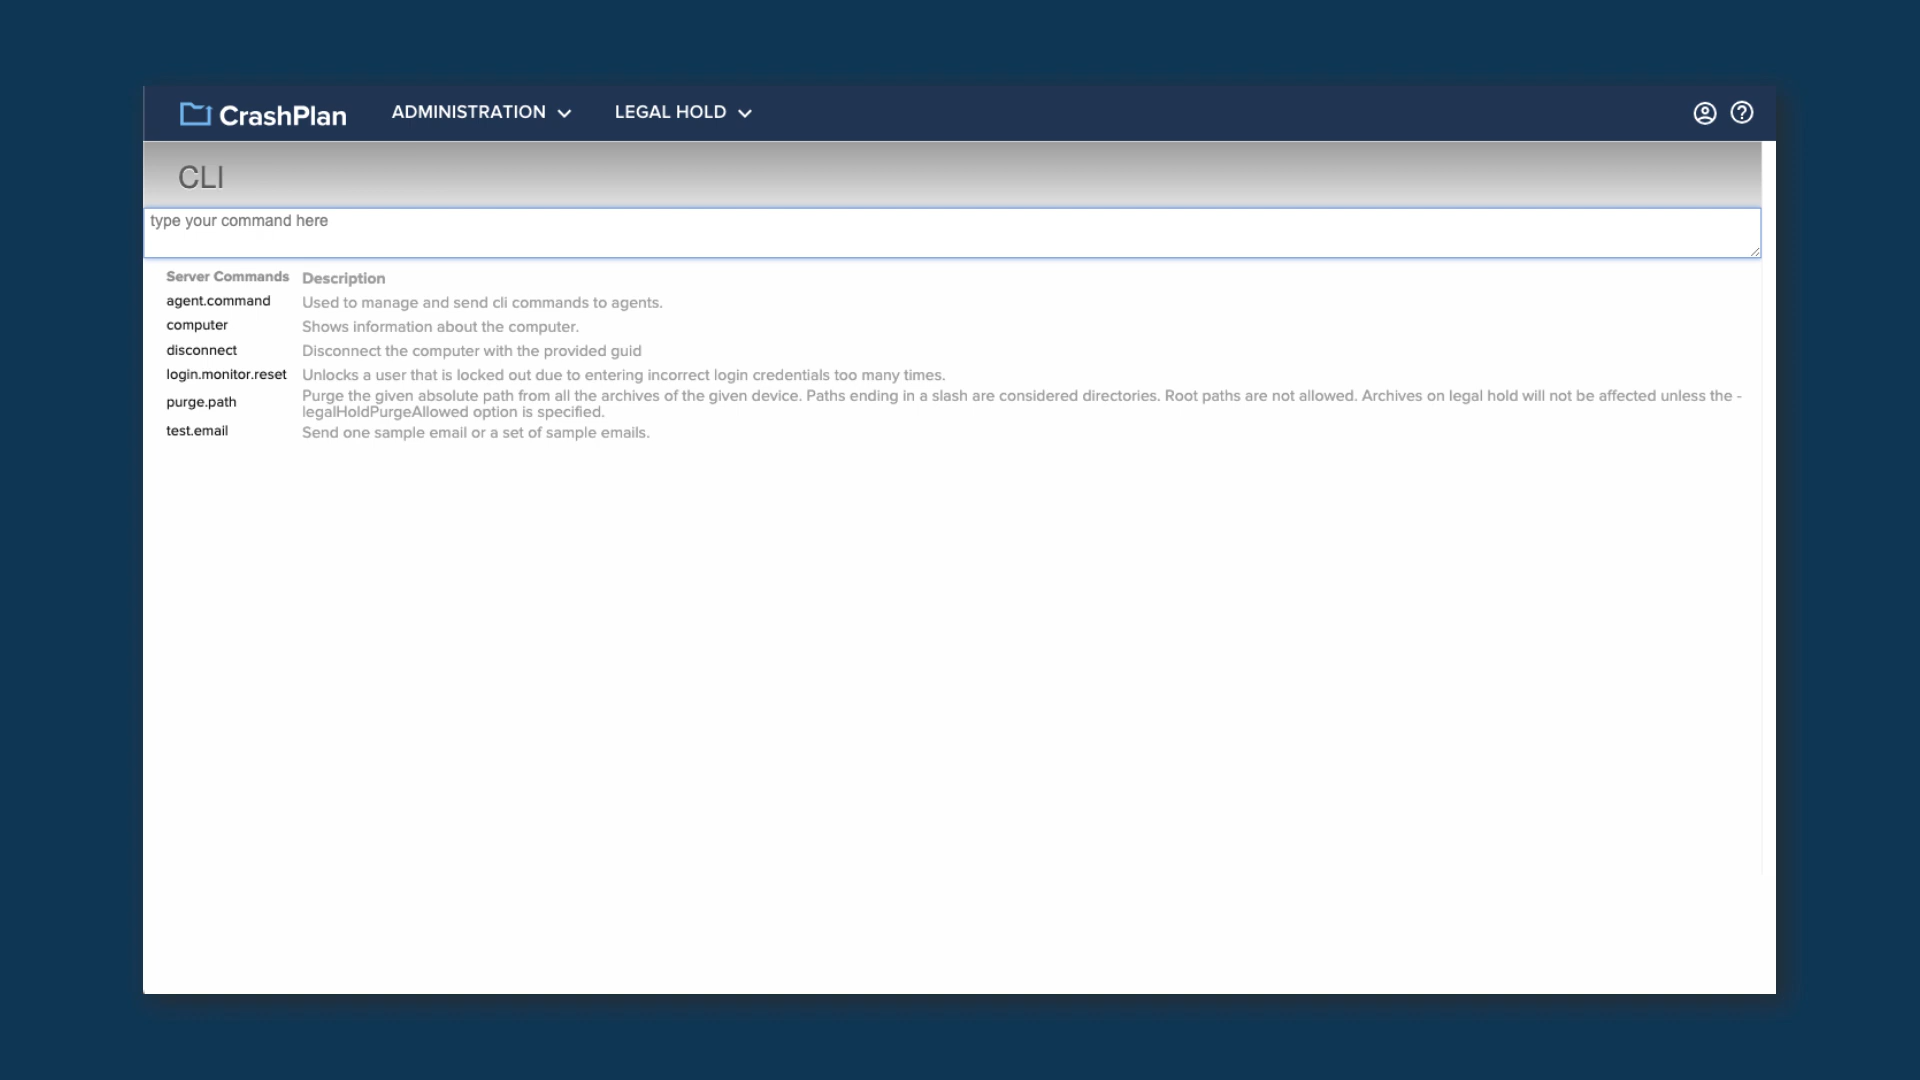 CrashPlan ADMINISTRATION LEGAL HOLD
CLI
type your command here
Server Commands Description
agent.command Used to manage and send cli commands to agents.
computer Shows information about the computer.
disconnect Disconnect the computer with the provided guid
login.monitor.reset Unlocks a user that is locked out due to entering incorrect login credentials too many times.
purge.path Purge the given absolute path from all the archives of the given device. Paths ending in a slash are considered directories. Root paths are not allowed. Archives on legal hold will not be affected unless the -
legalHoldPurgeAllowed option is specified.
test.email Send one sample email or a set of sample emails.